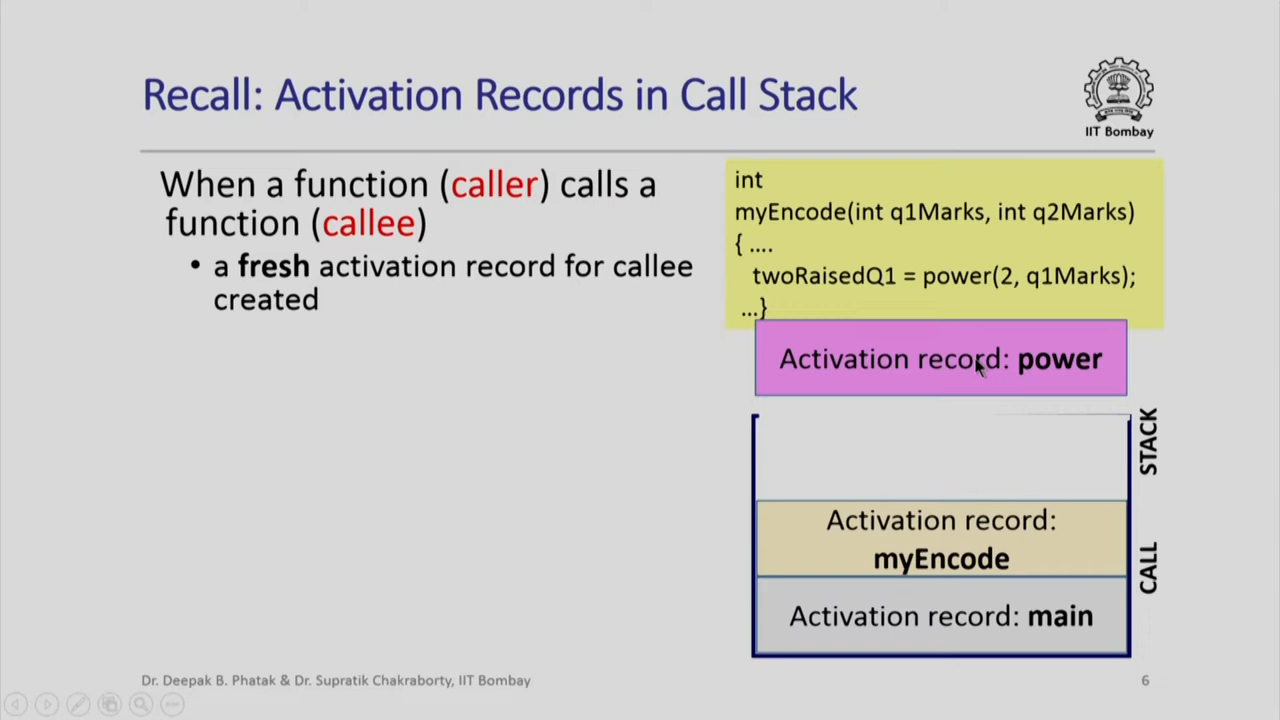 Recall: Activation Records in Call Stack
IIT Bombay
When a function (caller) calls a
function (callee)
• a fresh activation record for callee
created
int
myEncode(int q1Marks, int q2Marks)
{ ....
twoRaisedQ1 = power(2, q1Marks);
...}
Activation record: power
Activation record:
myEncode
Activation record: main
CALL STACK
Dr. Deepak B. Phatak & Dr. Supratik Chakraborty, IIT Bombay
6